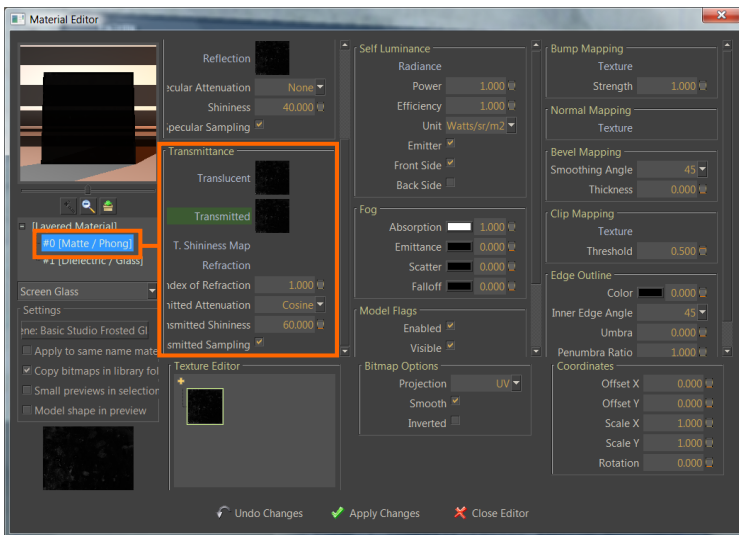 Material Editor
Reflection
ecular Attenuation None
Shininess 40.000
pecular Sampling
Transmittance
Translucent
Transmitted
T. Shininess Map
Refraction
ndex of Refraction 1.000
nitted Attenuation Cosine
nsmitted Shininess 60.000
smitted Sampling
[Layered Material]
#0 [Matte / Phong]
#1 [Dielectric / Glass]
Screen Glass
Settings
ene: Basic Studio Frosted Gl
Apply to same name mate
Copy bitmaps in library fol
Small previews in selection
Model shape in preview
Texture Editor
Self Luminance
Radiance
Power 1.000
Efficiency 1.000
Unit Watts/sr/m2
Emitter
Front Side
Back Side
Fog
Absorption 1.000
Emittance 0.000
Scatter 0.000
Falloff 0.000
Model Flags
Enabled
Visible
Bitmap Options
Projection UV
Smooth
Inverted
Bump Mapping
Texture
Strength 1.000
Normal Mapping
Texture
Bevel Mapping
Smoothing Angle 45
Thickness 0.000
Clip Mapping
Texture
Threshold 0.500
Edge Outline
Color 0.000
Inner Edge Angle 45
Umbra 0.000
Penumbra Ratio 1.000
Coordinates
Offset X 0.000
Offset Y 0.000
Scale X 1.000
Scale Y 1.000
Rotation 0.000
Undo Changes
Apply Changes
Close Editor